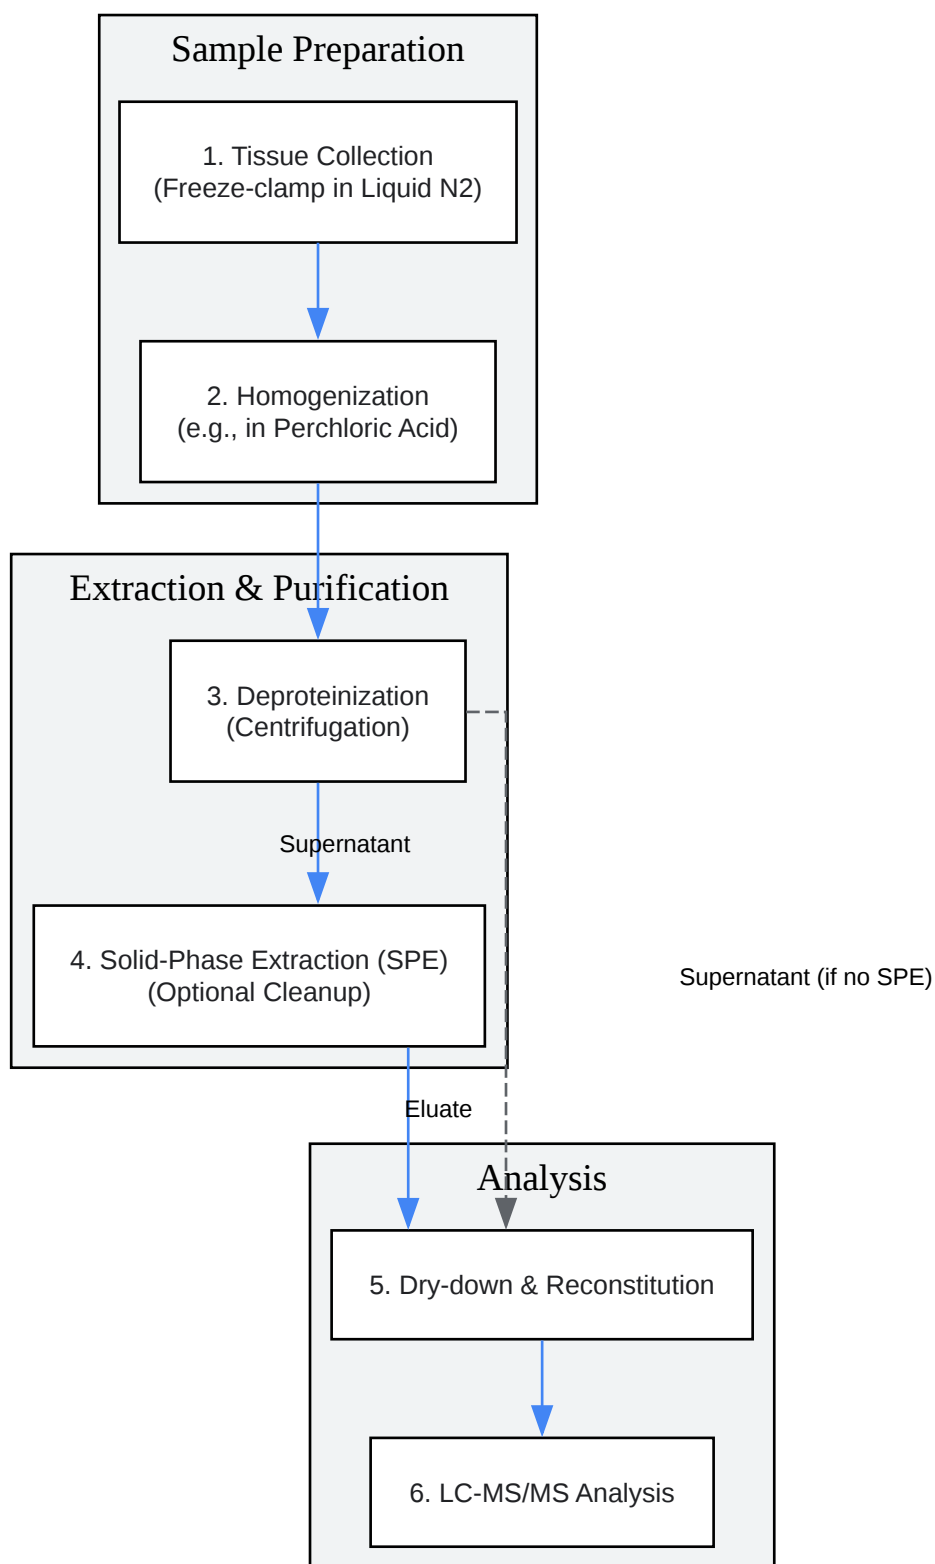 Sample Preparation
1. Tissue Collection
(Freeze-clamp in Liquid N2)
2. Homogenization
(e.g., in Perchloric Acid)
Extraction & Purification
3. Deproteinization
(Centrifugation)
Supernatant
4. Solid-Phase Extraction (SPE)
(Optional Cleanup)
Supernatant (if no SPE)
Eluate
Analysis
5. Dry-down & Reconstitution
6. LC-MS/MS Analysis